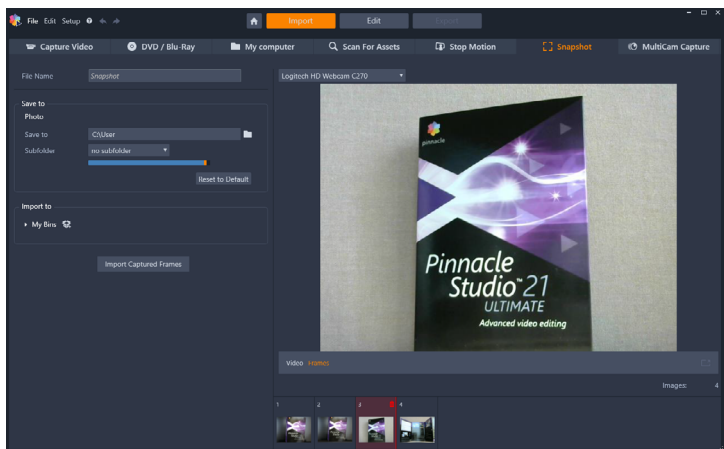 File Edit Setup
Import
Edit
Export
Capture Video
DVD / Blu-Ray
My computer
Scan For Assets
Stop Motion
Snapshot
MultiCam Capture
File Name
Snapshot
Logitech HD Webcam C270
Save to
Photo
Save to
C:\User
Subfolder
no subfolder
Reset to Default
Import to
My Bins
Import Captured Frames
pinnacle
Pinnacle
Studio™ 21
ULTIMATE
Advanced video editing
Video Frames
Images: 4
1 2 3 4